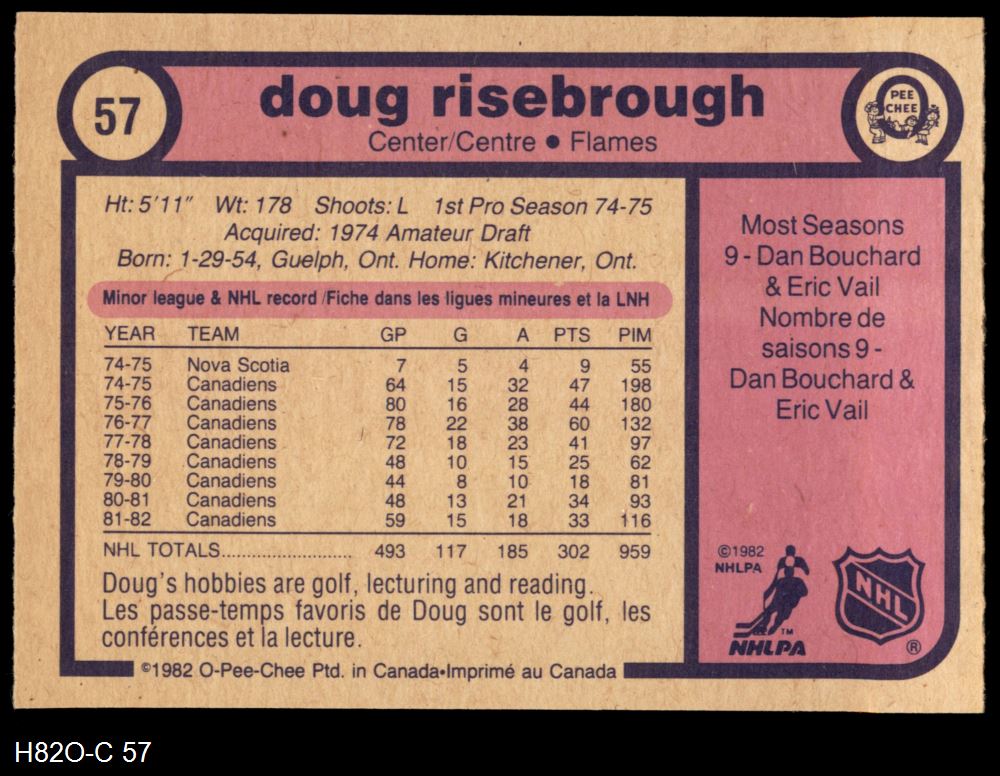 57
doug risebrough
Center/Centre • Flames
PEE
CHEE
Ht: 5'11" Wt: 178 Shoots: L 1st Pro Season 74-75
Acquired: 1974 Amateur Draft
Born: 1-29-54, Guelph, Ont. Home: Kitchener, Ont.
Minor league & NHL record /Fiche dans les ligues mineures et la LNH
YEAR TEAM GP G A PTS PIM
74-75 Nova Scotia 7 5 4 9 55
74-75 Canadiens 64 15 32 47 198
75-76 Canadiens 80 16 28 44 180
76-77 Canadiens 78 22 38 60 132
77-78 Canadiens 72 18 23 41 97
78-79 Canadiens 48 10 15 25 62
79-80 Canadiens 44 8 10 18 81
80-81 Canadiens 48 13 21 34 93
81-82 Canadiens 59 15 18 33 116
NHL TOTALS............................ 493 117 185 302 959
Doug's hobbies are golf, lecturing and reading.
Les passe-temps favoris de Doug sont le golf, les
conférences et la lecture.
©1982 O-Pee-Chee Ptd. in Canada•Imprimé au Canada
Most Seasons
9 - Dan Bouchard
& Eric Vail
Nombre de
saisons 9 -
Dan Bouchard &
Eric Vail
©1982
NHLPA
TM
NHLPA
NHL
®
H82O-C 57